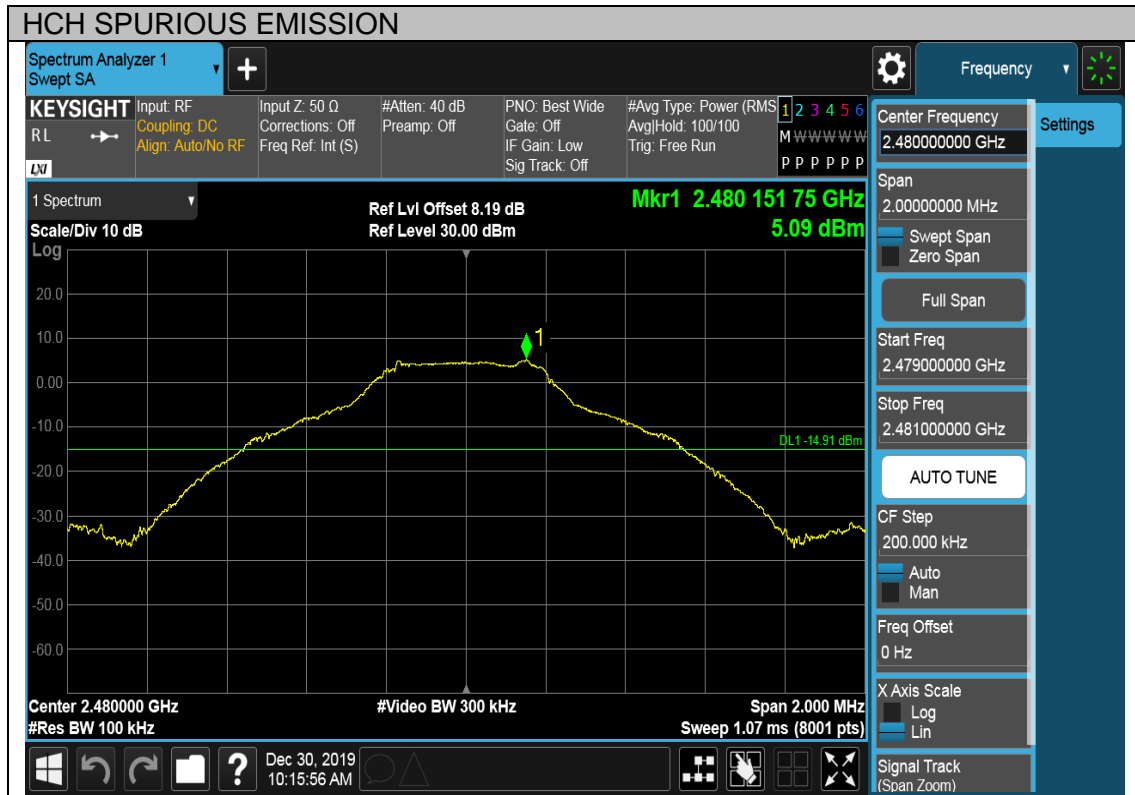 HCH SPURIOUS EMISSION
Spectrum Analyzer 1
Swept SA
+
Frequency
KEYSIGHT
RL
LXI
Input: RF
Coupling: DC
Align: Auto/No RF
Input Z: 50 Ω
Corrections: Off
Freq Ref: Int (S)
#Atten: 40 dB
Preamp: Off
PNO: Best Wide
Gate: Off
IF Gain: Low
Sig Track: Off
#Avg Type: Power (RMS
Avg|Hold: 100/100
Trig: Free Run
1 2 3 4 5 6
M W W W W W
P P P P P P
1 Spectrum
Scale/Div 10 dB
Log
Ref Lvl Offset 8.19 dB
Ref Level 30.00 dBm
Mkr1 2.480 151 75 GHz
5.09 dBm
20.0
10.0
0.00
-10.0
-20.0
-30.0
-40.0
-50.0
-60.0
1
DL1 -14.91 dBm
Center 2.480000 GHz
#Res BW 100 kHz
#Video BW 300 kHz
Span 2.000 MHz
Sweep 1.07 ms (8001 pts)
Center Frequency
2.480000000 GHz
Settings
Span
2.00000000 MHz
Swept Span
Zero Span
Full Span
Start Freq
2.479000000 GHz
Stop Freq
2.481000000 GHz
AUTO TUNE
CF Step
200.000 kHz
Auto
Man
Freq Offset
0 Hz
X Axis Scale
Log
Lin
Signal Track
(Span Zoom)
?
Dec 30, 2019
10:15:56 AM